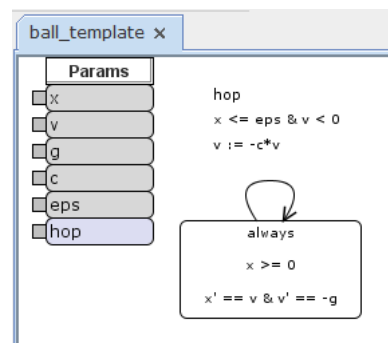 ball_template ×
Params
x
v
g
c
eps
hop
hop
x <= eps & v < 0
v := -c*v
always
x >= 0
x' == v & v' == -g